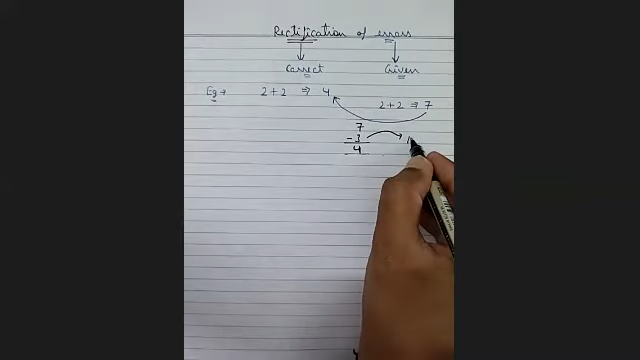 Rectification of errors
Correct Given
Eg → 2 + 2 ⇒ 4
2 + 2 ⇒ 7
7
- 3
4